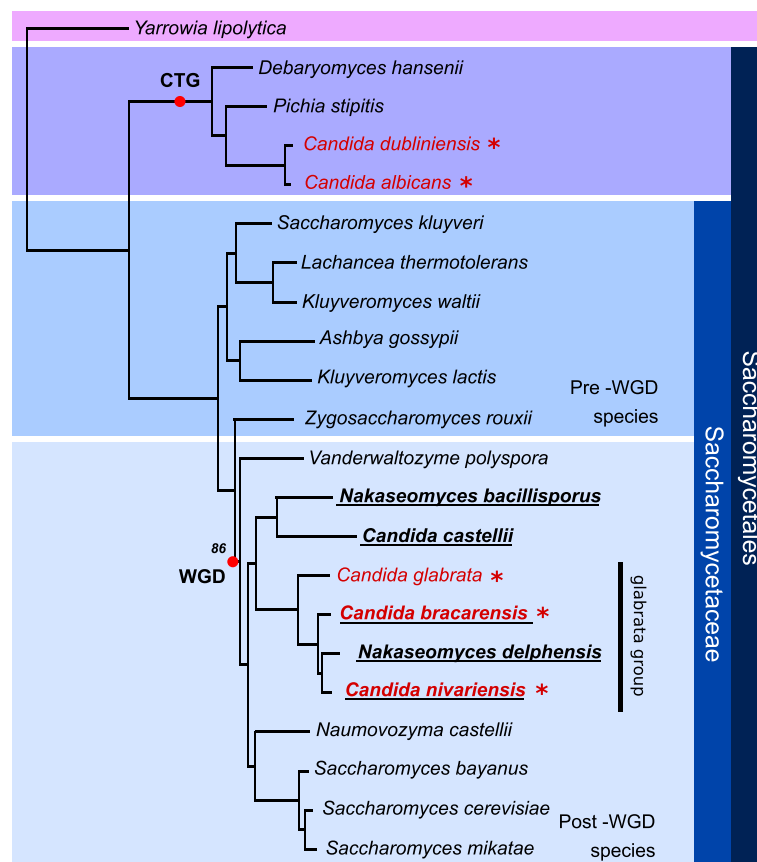 Yarrowia lipolytica
Debaryomyces hansenii
CTG
Pichia stipitis
Candida dubliniensis *
Candida albicans *
Saccharomyces kluyveri
Lachancea thermotolerans
Kluyveromyces waltii
Ashbya gossypii
Kluyveromyces lactis
Pre -WGD
species
Zygosaccharomyces rouxii
Vanderwaltozyme polyspora
Nakaseomyces bacillisporus
Candida castellii
86
WGD
Candida glabrata *
Candida bracarensis *
Nakaseomyces delphensis
Candida nivariensis *
glabrata group
Naumovozyma castellii
Saccharomyces bayanus
Saccharomyces cerevisiae
Saccharomyces mikatae
Post -WGD
species
Saccharomycetaceae
Saccharomycetales